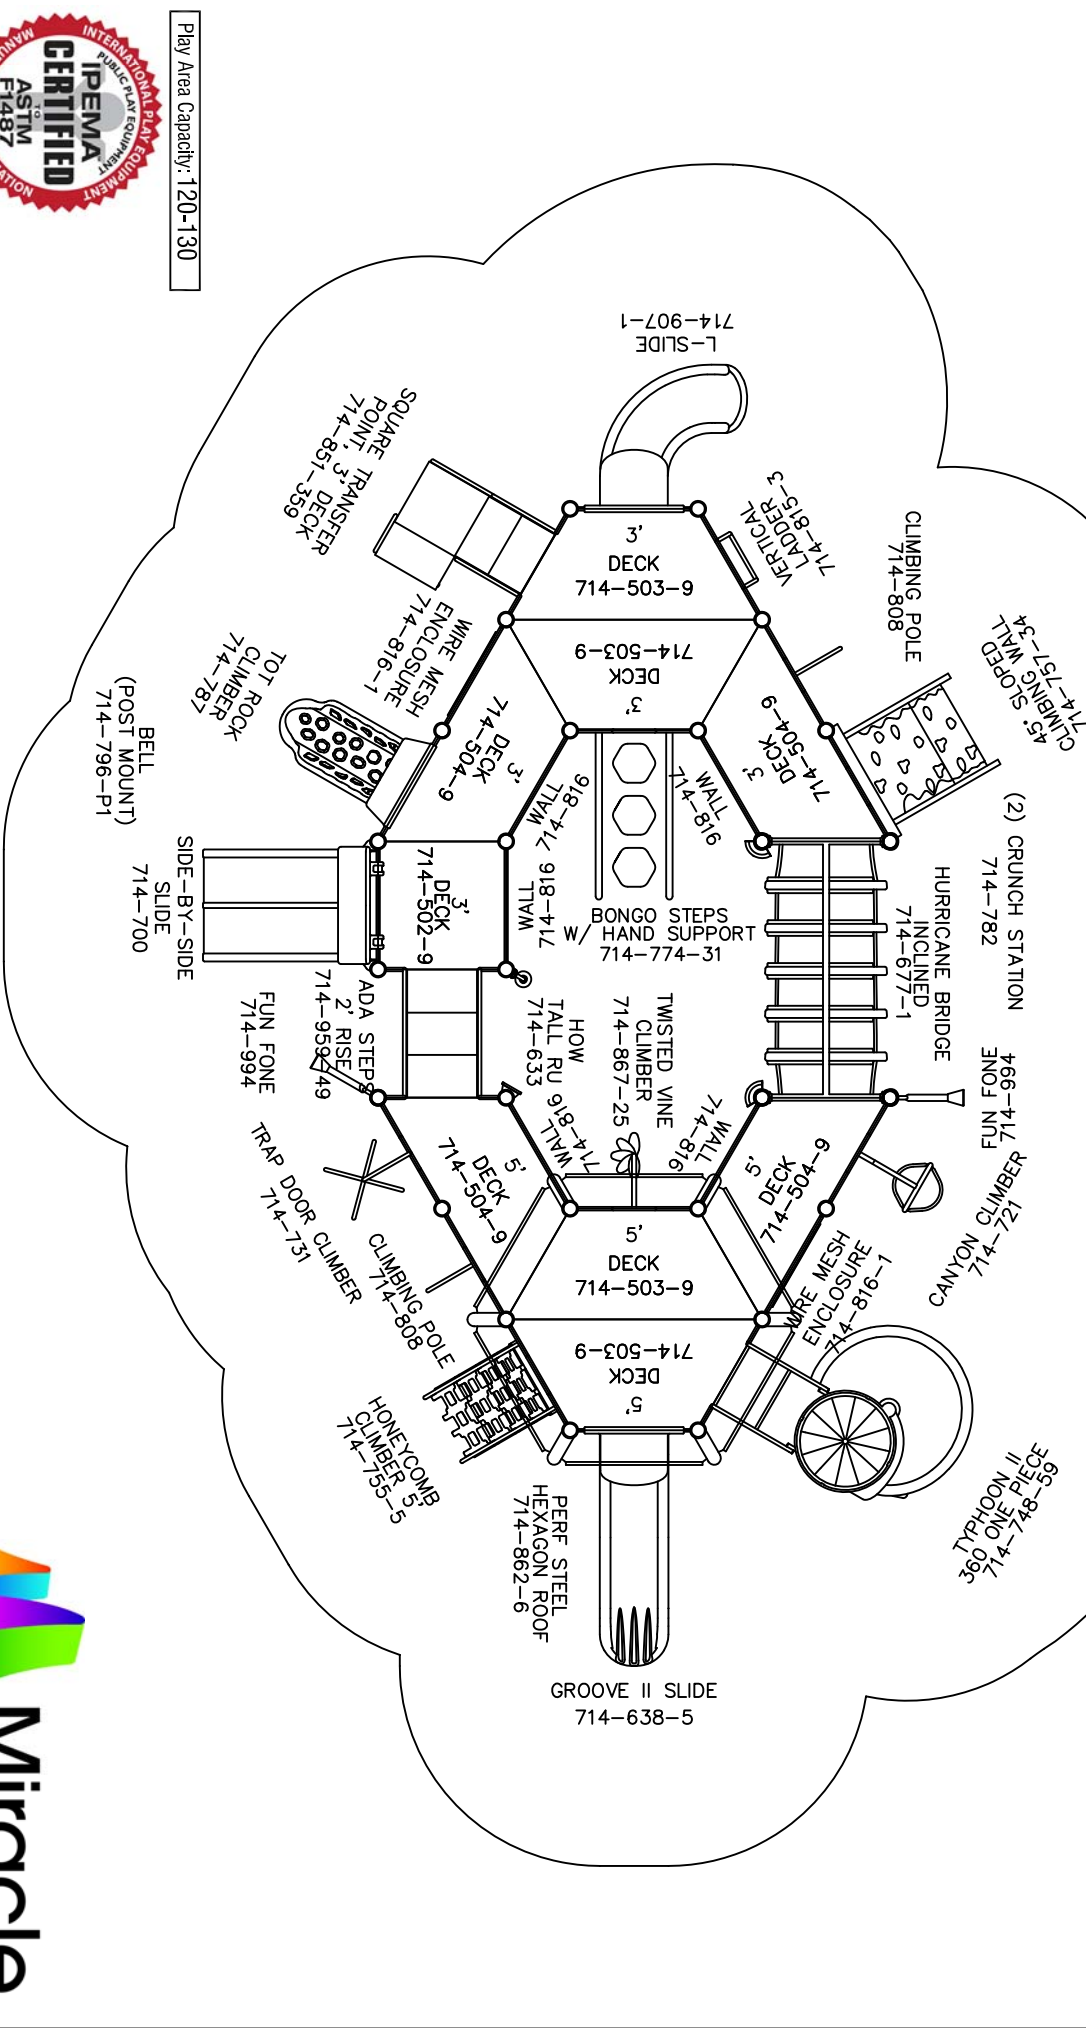 Play Area Capacity: 120-130
INTERNATIONAL PLAY EQUIPMENT
PUBLIC PLAY EQUIPMENT
IPEMA
CERTIFIED
TO
ASTM
F1487
L-SLIDE
714-907-1
SQUARE TRANSFER
POINT, 3' DECK
714-851-359
VERTICAL
LADDER
714-815-3
CLIMBING POLE
714-808
45° SLOPED
CLIMBING WALL
714-757-34
3'
DECK
714-503-9
DECK
714-503-9
3'
WIRE MESH
ENCLOSURE
714-816-1
TOT ROCK
CLIMBER
714-787
3'
DECK
714-504-9
3'
DECK
714-504-9
WALL
714-816
WALL
714-816
WALL
714-816
BELL
(POST MOUNT)
714-796-P1
SIDE-BY-SIDE
SLIDE
714-700
3'
DECK
714-502-9
BONGO STEPS
W/ HAND SUPPORT
714-774-31
(2) CRUNCH STATION
714-782
HURRICANE BRIDGE
INCLINED
714-677-1
ADA STEPS
2' RISE
714-959-49
FUN FONE
714-994
HOW
TALL RU
714-633
TWISTED VINE
CLIMBER
714-867-25
WALL
714-816
WALL
714-816
FUN FONE
714-994
CANYON CLIMBER
714-721
TRAP DOOR CLIMBER
714-731
5'
DECK
714-504-9
5'
DECK
714-504-9
5'
DECK
714-503-9
DECK
714-503-9
5'
CLIMBING POLE
714-808
WIRE MESH
ENCLOSURE
714-816-1
HONEYCOMB
CLIMBER 5'
714-755-5
PERF STEEL
HEXAGON ROOF
714-862-6
TYPHOON II
360 ONE PIECE
714-748-59
GROOVE II SLIDE
714-638-5
Miracle